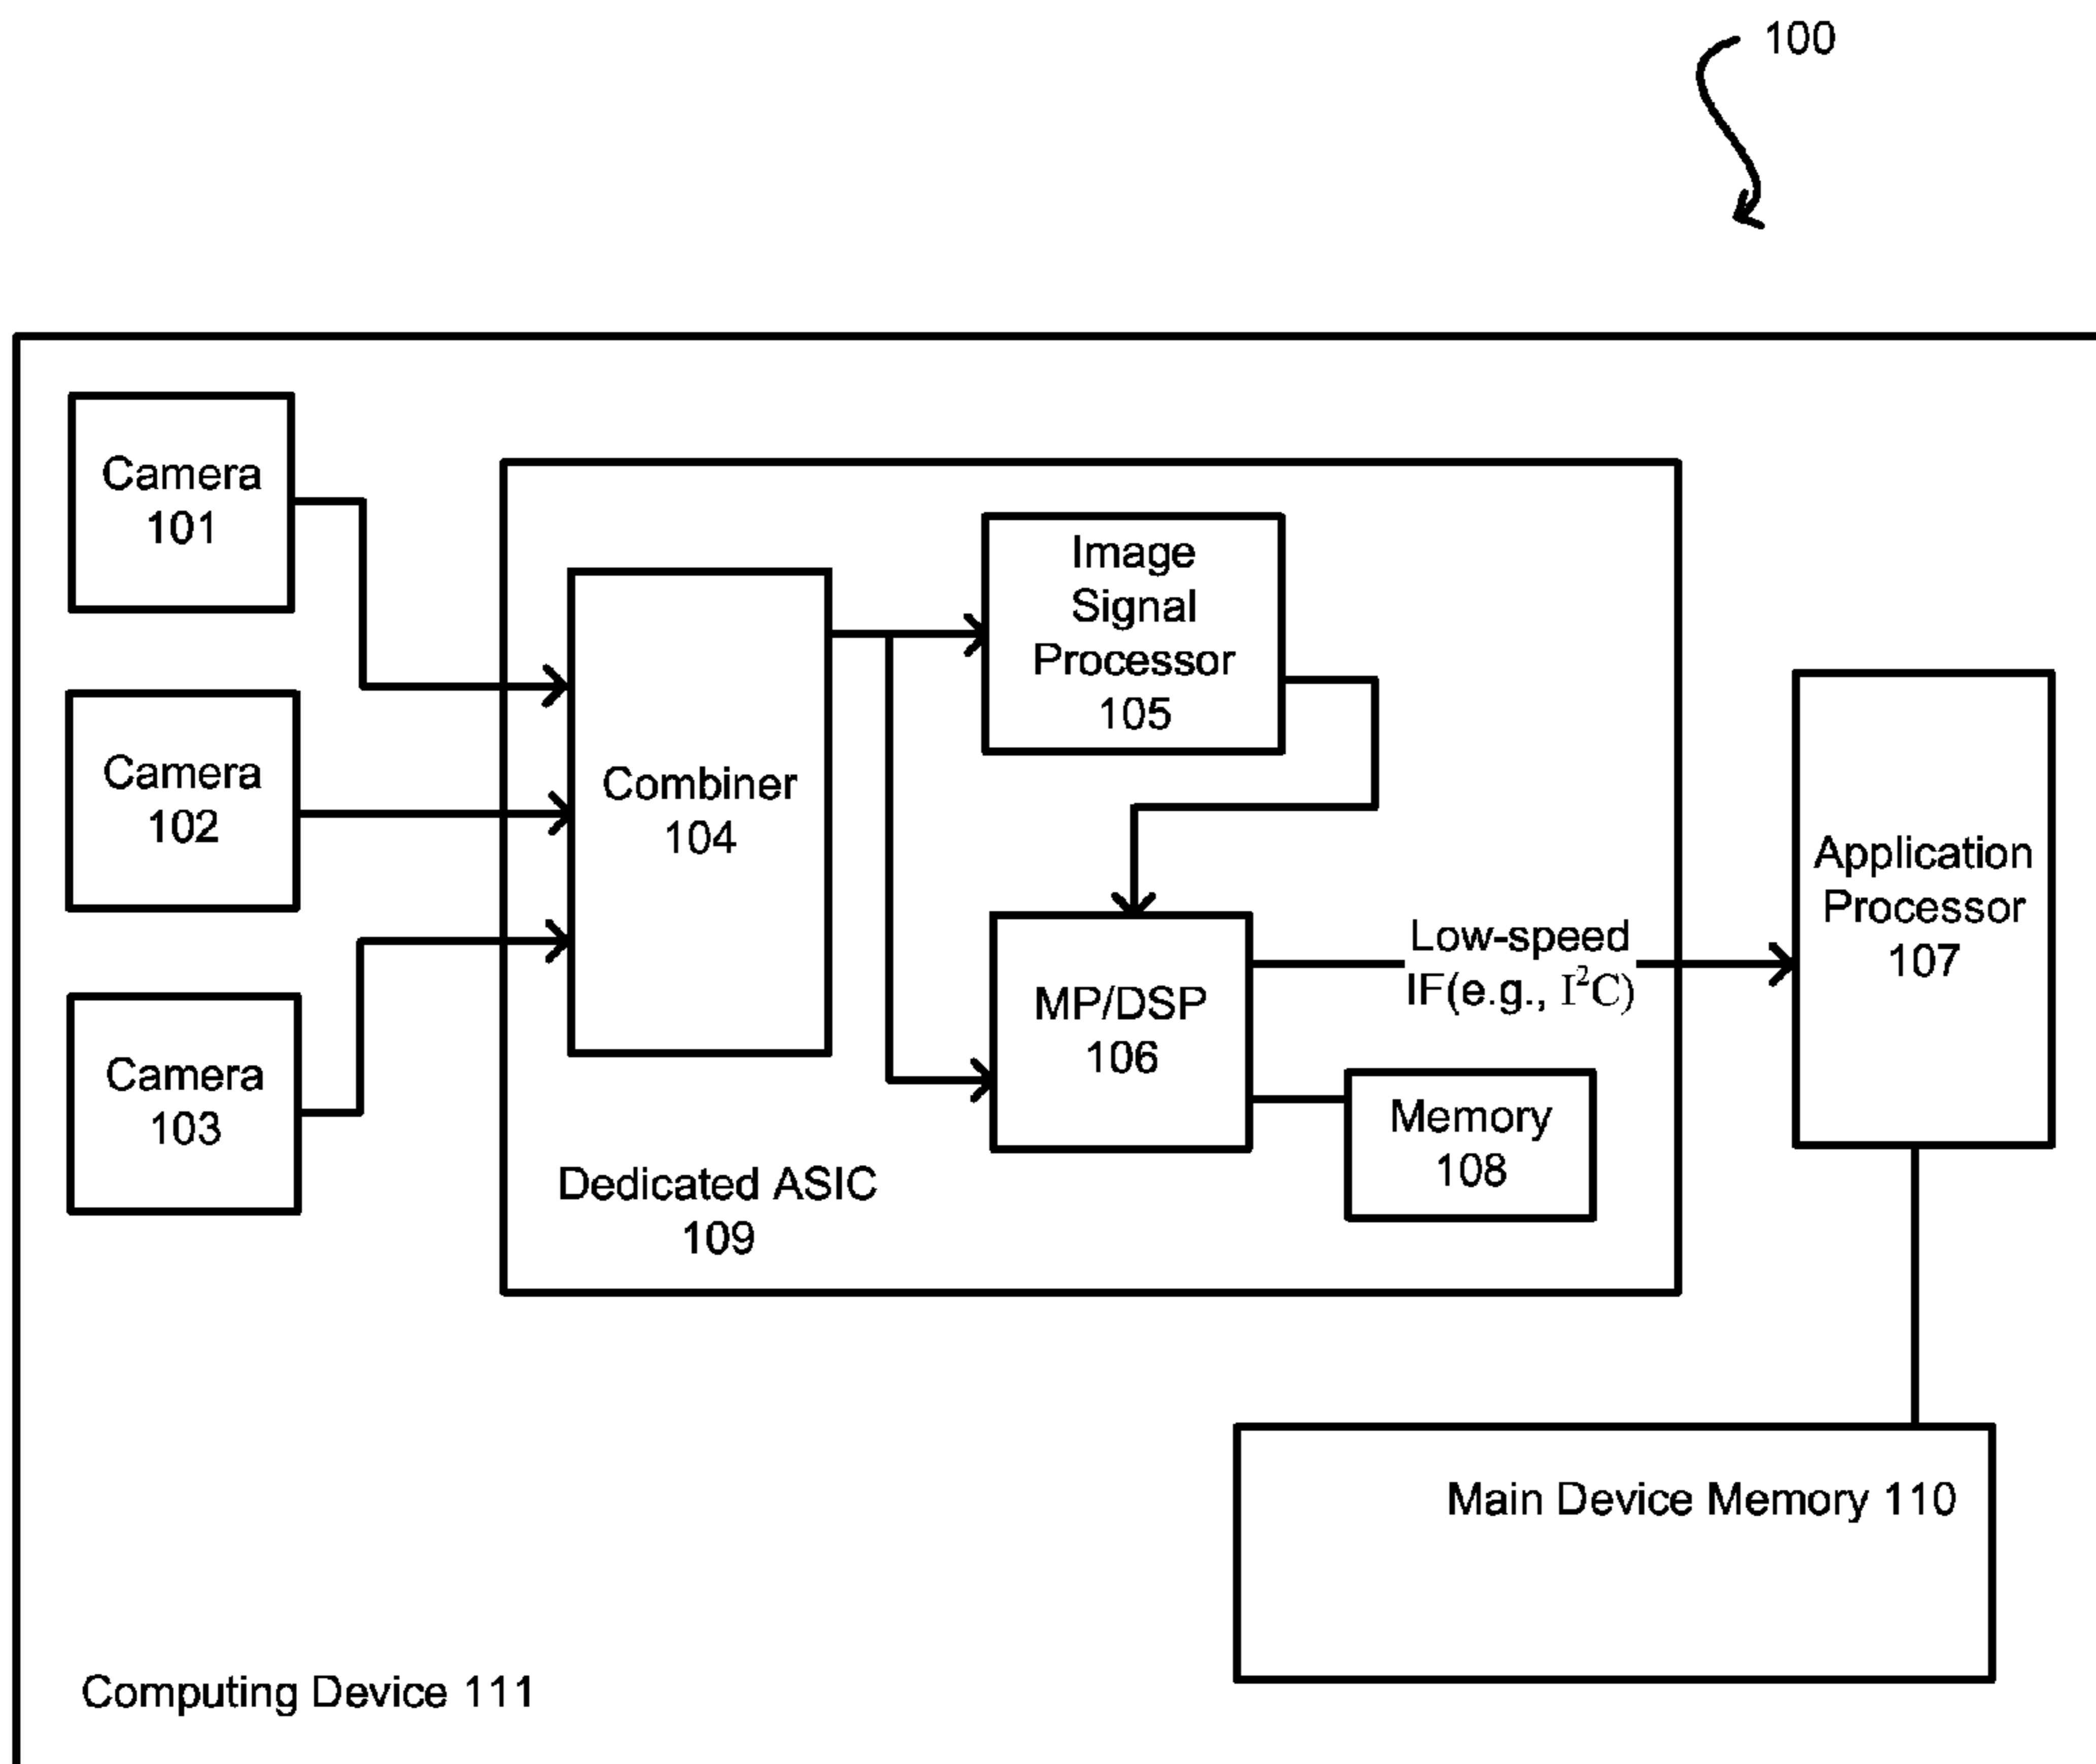 100
Camera
101
Camera
102
Camera
103
Combiner
104
Image
Signal
Processor
105
MP/DSP
106
Low-speed
IF(e.g., I²C)
Memory
108
Dedicated ASIC
109
Application
Processor
107
Main Device Memory 110
Computing Device 111